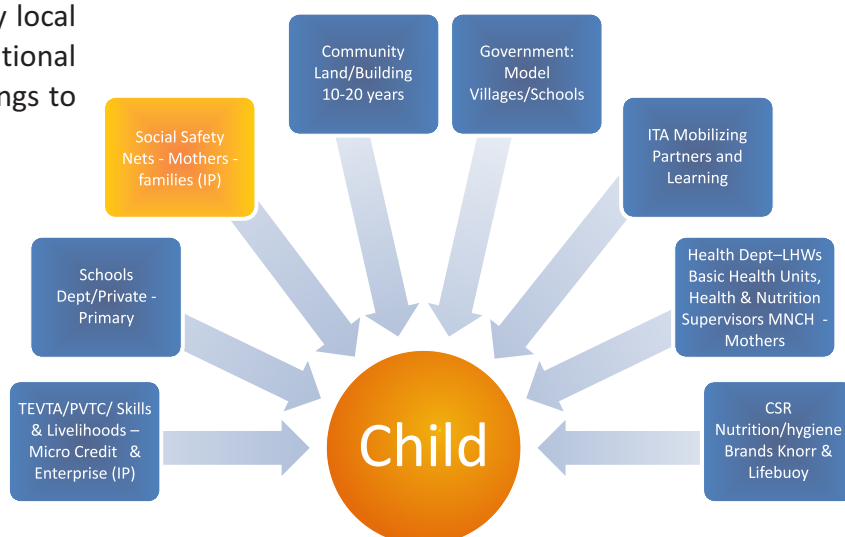 y local
tional
ngs to
Community
Land/Building
10-20 years
Government:
Model
Villages/Schools
Social Safety
Nets - Mothers -
families (IP)
ITA Mobilizing
Partners and
Learning
Schools
Dept/Private -
Primary
Health Dept–LHWs
Basic Health Units,
Health & Nutrition
Supervisors MNCH -
Mothers
TEVTA/PVTC/ Skills
& Livelihoods –
Micro Credit &
Enterprise (IP)
CSR
Nutrition/hygiene
Brands Knorr &
Lifebuoy
Child